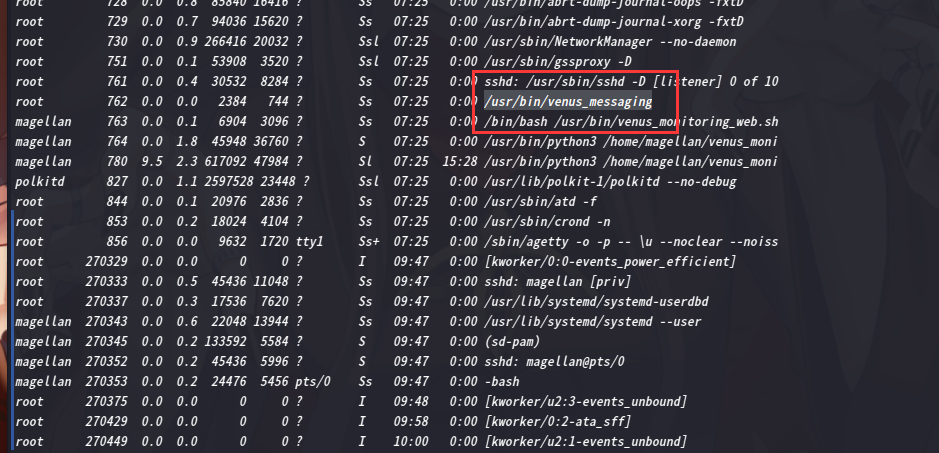 root 728 0.0 0.8 85840 16416 ? Ss 07:25 0:00 /usr/bin/abrt-dump-journal-oops -fxtD
root 729 0.0 0.7 94036 15620 ? Ss 07:25 0:00 /usr/bin/abrt-dump-journal-xorg -fxtD
root 730 0.0 0.9 266416 20032 ? Ssl 07:25 0:00 /usr/sbin/NetworkManager --no-daemon
root 751 0.0 0.1 53908 3520 ? Ssl 07:25 0:00 /usr/sbin/gssproxy -D
root 761 0.0 0.4 30532 8284 ? Ss 07:25 0:00 sshd: /usr/sbin/sshd -D [listener] 0 of 10
root 762 0.0 0.0 2384 744 ? Ss 07:25 0:00 /usr/bin/venus_messaging
magellan 763 0.0 0.1 6904 3096 ? Ss 07:25 0:00 /bin/bash /usr/bin/venus_monitoring_web.sh
magellan 764 0.0 1.8 45948 36760 ? S 07:25 0:00 /usr/bin/python3 /home/magellan/venus_moni
magellan 780 9.5 2.3 617092 47984 ? Sl 07:25 15:28 /usr/bin/python3 /home/magellan/venus_moni
polkitd 827 0.0 1.1 2597528 23448 ? Ssl 07:25 0:00 /usr/lib/polkit-1/polkitd --no-debug
root 844 0.0 0.1 20976 2836 ? Ss 07:25 0:00 /usr/sbin/atd -f
root 853 0.0 0.2 18024 4104 ? Ss 07:25 0:00 /usr/sbin/crond -n
root 856 0.0 0.0 9632 1720 tty1 Ss+ 07:25 0:00 /sbin/agetty -o -p -- \u --noclear --noiss
root 270329 0.0 0.0 0 0 ? I 09:47 0:00 [kworker/0:0-events_power_efficient]
root 270333 0.0 0.5 45436 11048 ? Ss 09:47 0:00 sshd: magellan [priv]
root 270337 0.0 0.3 17536 7620 ? Ss 09:47 0:00 /usr/lib/systemd/systemd-userdbd
magellan 270343 0.0 0.6 22048 13944 ? Ss 09:47 0:00 /usr/lib/systemd/systemd --user
magellan 270345 0.0 0.2 133592 5584 ? S 09:47 0:00 (sd-pam)
magellan 270352 0.0 0.2 45436 5996 ? S 09:47 0:00 sshd: magellan@pts/0
magellan 270353 0.0 0.2 24476 5456 pts/0 Ss 09:47 0:00 -bash
root 270375 0.0 0.0 0 0 ? I 09:48 0:00 [kworker/u2:3-events_unbound]
root 270429 0.0 0.0 0 0 ? I 09:58 0:00 [kworker/0:2-ata_sff]
root 270449 0.0 0.0 0 0 ? I 10:00 0:00 [kworker/u2:1-events_unbound]